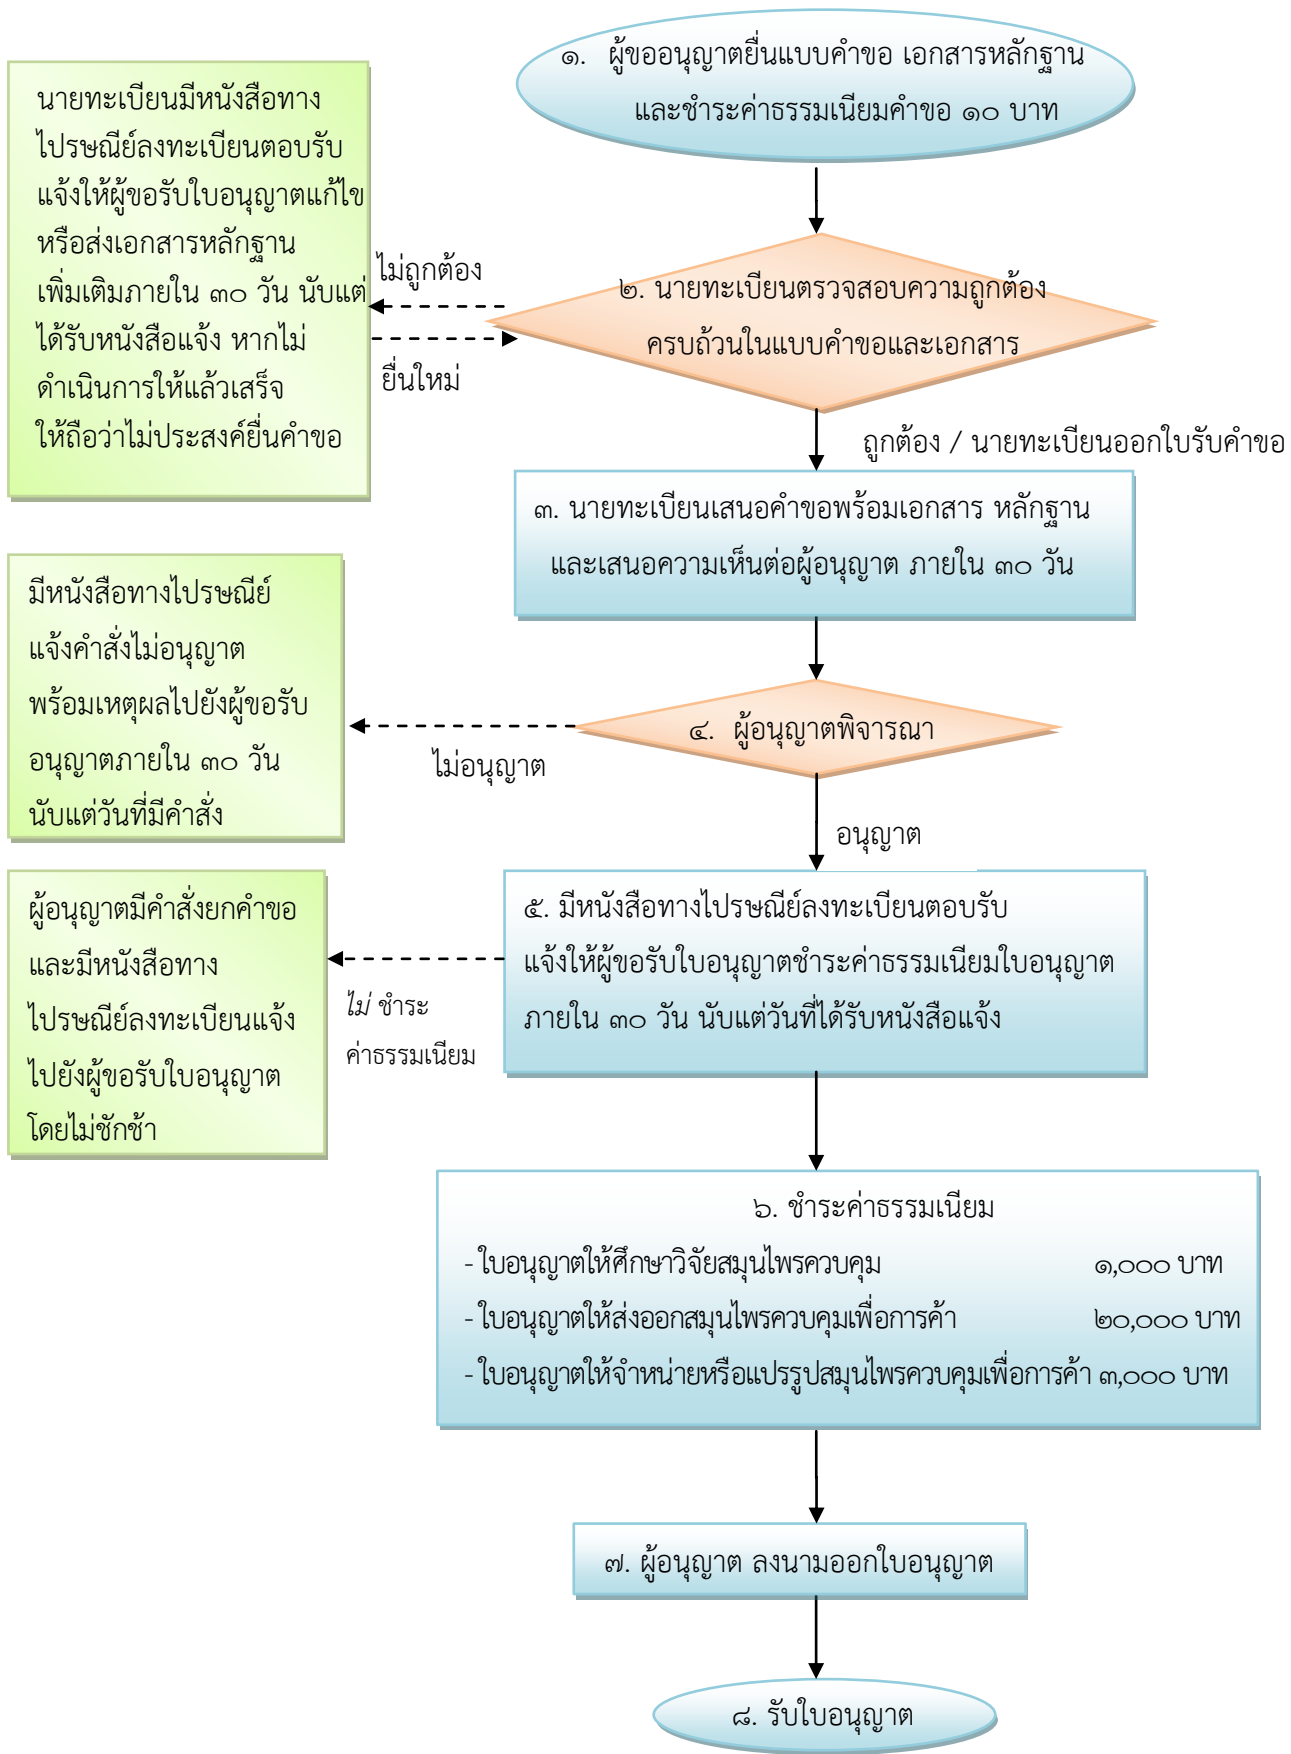 ๑. ผู้ขออนุญาตยื่นแบบคำขอ เอกสารหลักฐาน
และชำระค่าธรรมเนียมคำขอ ๑๐ บาท
นายทะเบียนมีหนังสือทาง
ไปรษณีย์ลงทะเบียนตอบรับ
แจ้งให้ผู้ขอรับใบอนุญาตแก้ไข
หรือส่งเอกสารหลักฐาน
เพิ่มเติมภายใน ๓๐ วัน นับแต่
ได้รับหนังสือแจ้ง หากไม่
ดำเนินการให้แล้วเสร็จ
ให้ถือว่าไม่ประสงค์ยื่นคำขอ
ไม่ถูกต้อง
ยื่นใหม่
๒. นายทะเบียนตรวจสอบความถูกต้อง
ครบถ้วนในแบบคำขอและเอกสาร
ถูกต้อง / นายทะเบียนออกใบรับคำขอ
๓. นายทะเบียนเสนอคำขอพร้อมเอกสาร หลักฐาน
และเสนอความเห็นต่อผู้อนุญาต ภายใน ๓๐ วัน
มีหนังสือทางไปรษณีย์
แจ้งคำสั่งไม่อนุญาต
พร้อมเหตุผลไปยังผู้ขอรับ
อนุญาตภายใน ๓๐ วัน
นับแต่วันที่มีคำสั่ง
ไม่อนุญาต
๔. ผู้อนุญาตพิจารณา
อนุญาต
ผู้อนุญาตมีคำสั่งยกคำขอ
และมีหนังสือทาง
ไปรษณีย์ลงทะเบียนแจ้ง
ไปยังผู้ขอรับใบอนุญาต
โดยไม่ชักช้า
ไม่ ชำระ
ค่าธรรมเนียม
๕. มีหนังสือทางไปรษณีย์ลงทะเบียนตอบรับ
แจ้งให้ผู้ขอรับใบอนุญาตชำระค่าธรรมเนียมใบอนุญาต
ภายใน ๓๐ วัน นับแต่วันที่ได้รับหนังสือแจ้ง
๖. ชำระค่าธรรมเนียม
- ใบอนุญาตให้ศึกษาวิจัยสมุนไพรควบคุม ๑,๐๐๐ บาท
- ใบอนุญาตให้ส่งออกสมุนไพรควบคุมเพื่อการค้า ๒๐,๐๐๐ บาท
- ใบอนุญาตให้จำหน่ายหรือแปรรูปสมุนไพรควบคุมเพื่อการค้า ๓,๐๐๐ บาท
๗. ผู้อนุญาต ลงนามออกใบอนุญาต
๘. รับใบอนุญาต